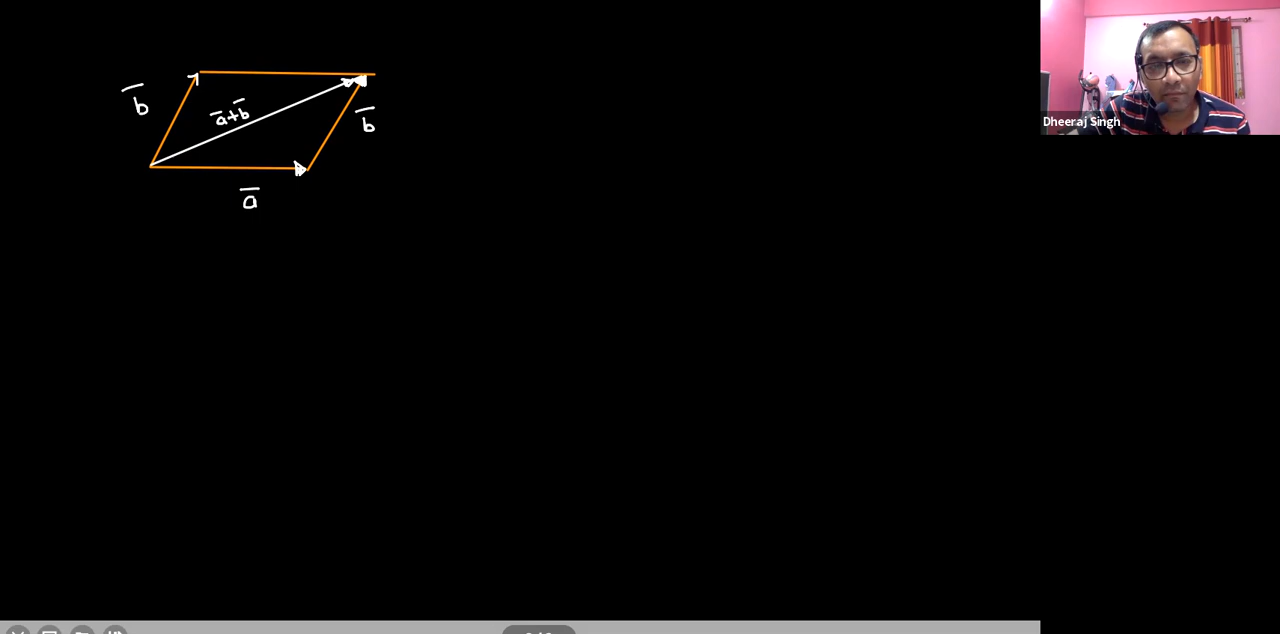 b̅
a̅+b̅
b̅
a̅
Dheeraj Singh